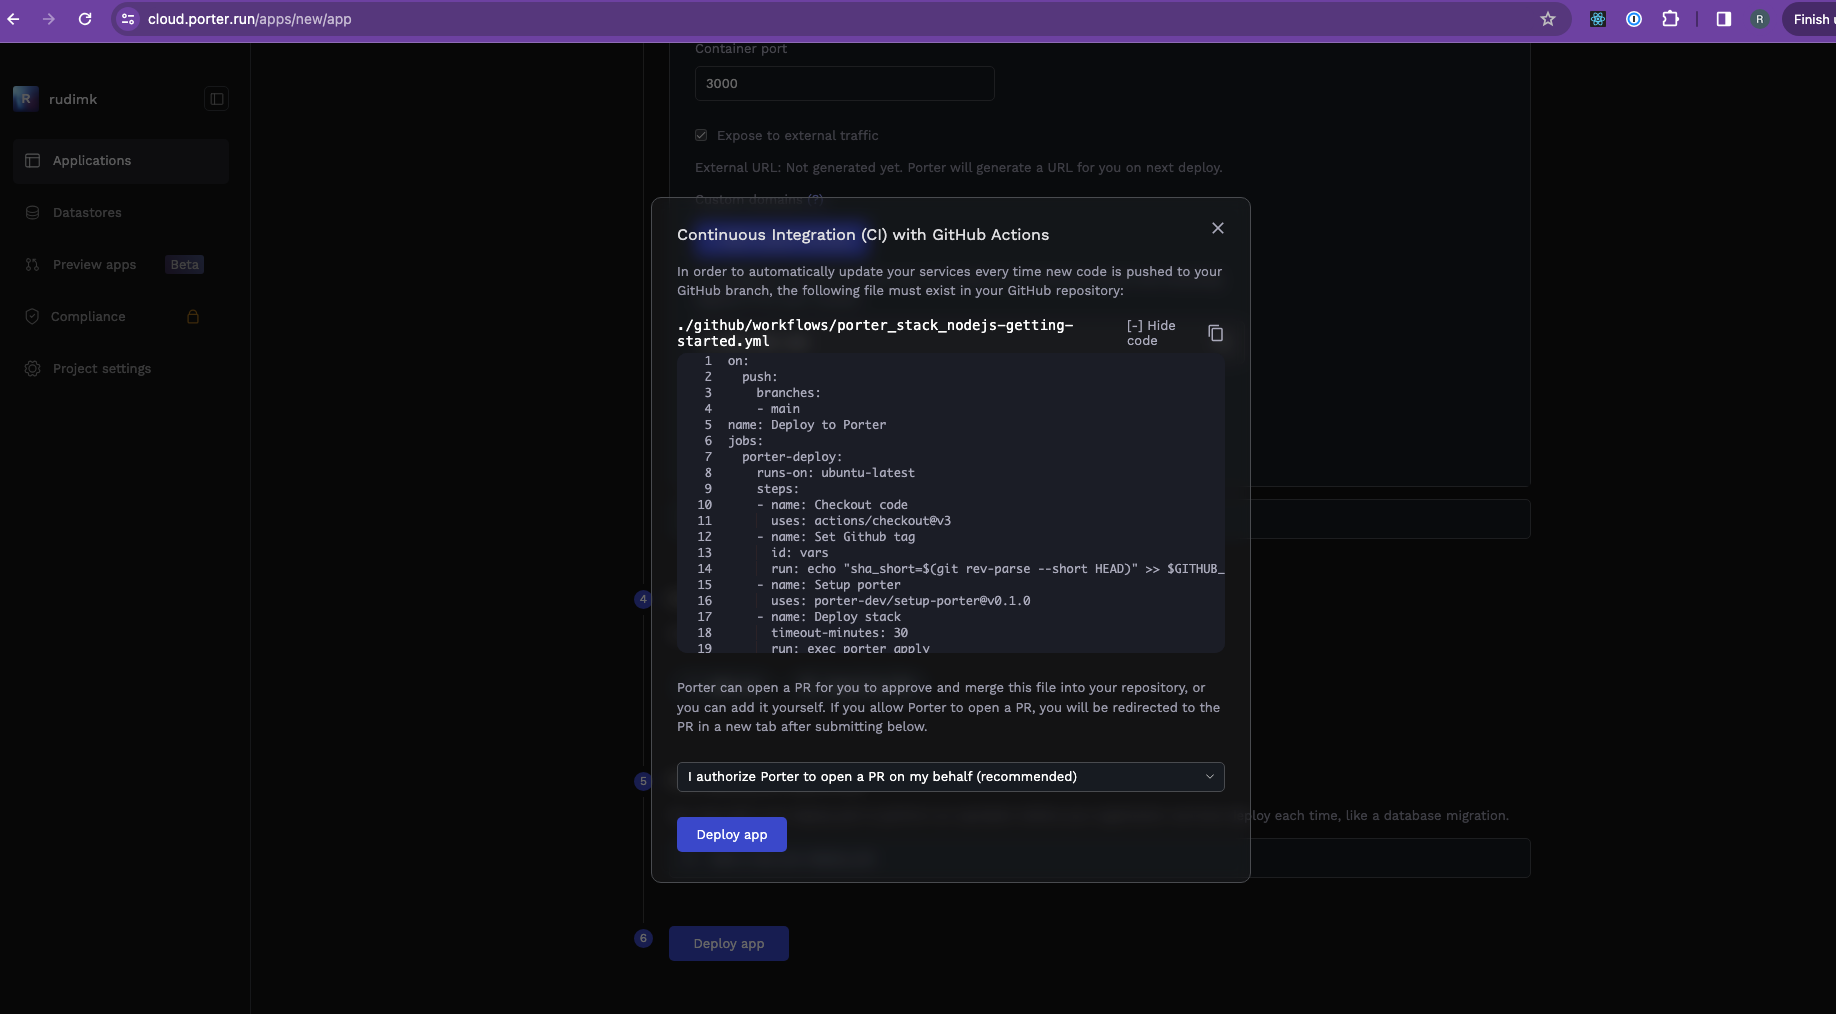 cloud.porter.run/apps/new/app
R
Finish
R
rudimk
Applications
Datastores
Preview apps Beta
Compliance
Project settings
Container port
3000
Expose to external traffic
External URL: Not generated yet. Porter will generate a URL for you on next deploy.
Custom domains (?)
Continuous Integration (CI) with GitHub Actions
In order to automatically update your services every time new code is pushed to your
GitHub branch, the following file must exist in your GitHub repository:
./github/workflows/porter_stack_nodejs-getting-
started.yml
[-] Hide
code
1 on:
2 push:
3 branches:
4 - main
5 name: Deploy to Porter
6 jobs:
7 porter-deploy:
8 runs-on: ubuntu-latest
9 steps:
10 - name: Checkout code
11 uses: actions/checkout@v3
12 - name: Set Github tag
13 id: vars
14 run: echo "sha_short=$(git rev-parse --short HEAD)" >> $GITHUB_
15 - name: Setup porter
16 uses: porter-dev/setup-porter@v0.1.0
17 - name: Deploy stack
18 timeout-minutes: 30
19 run: exec porter apply
Porter can open a PR for you to approve and merge this file into your repository, or
you can add it yourself. If you allow Porter to open a PR, you will be redirected to the
PR in a new tab after submitting below.
I authorize Porter to open a PR on my behalf (recommended)
Deploy app
4
5
each time, like a database migration.
6
Deploy app